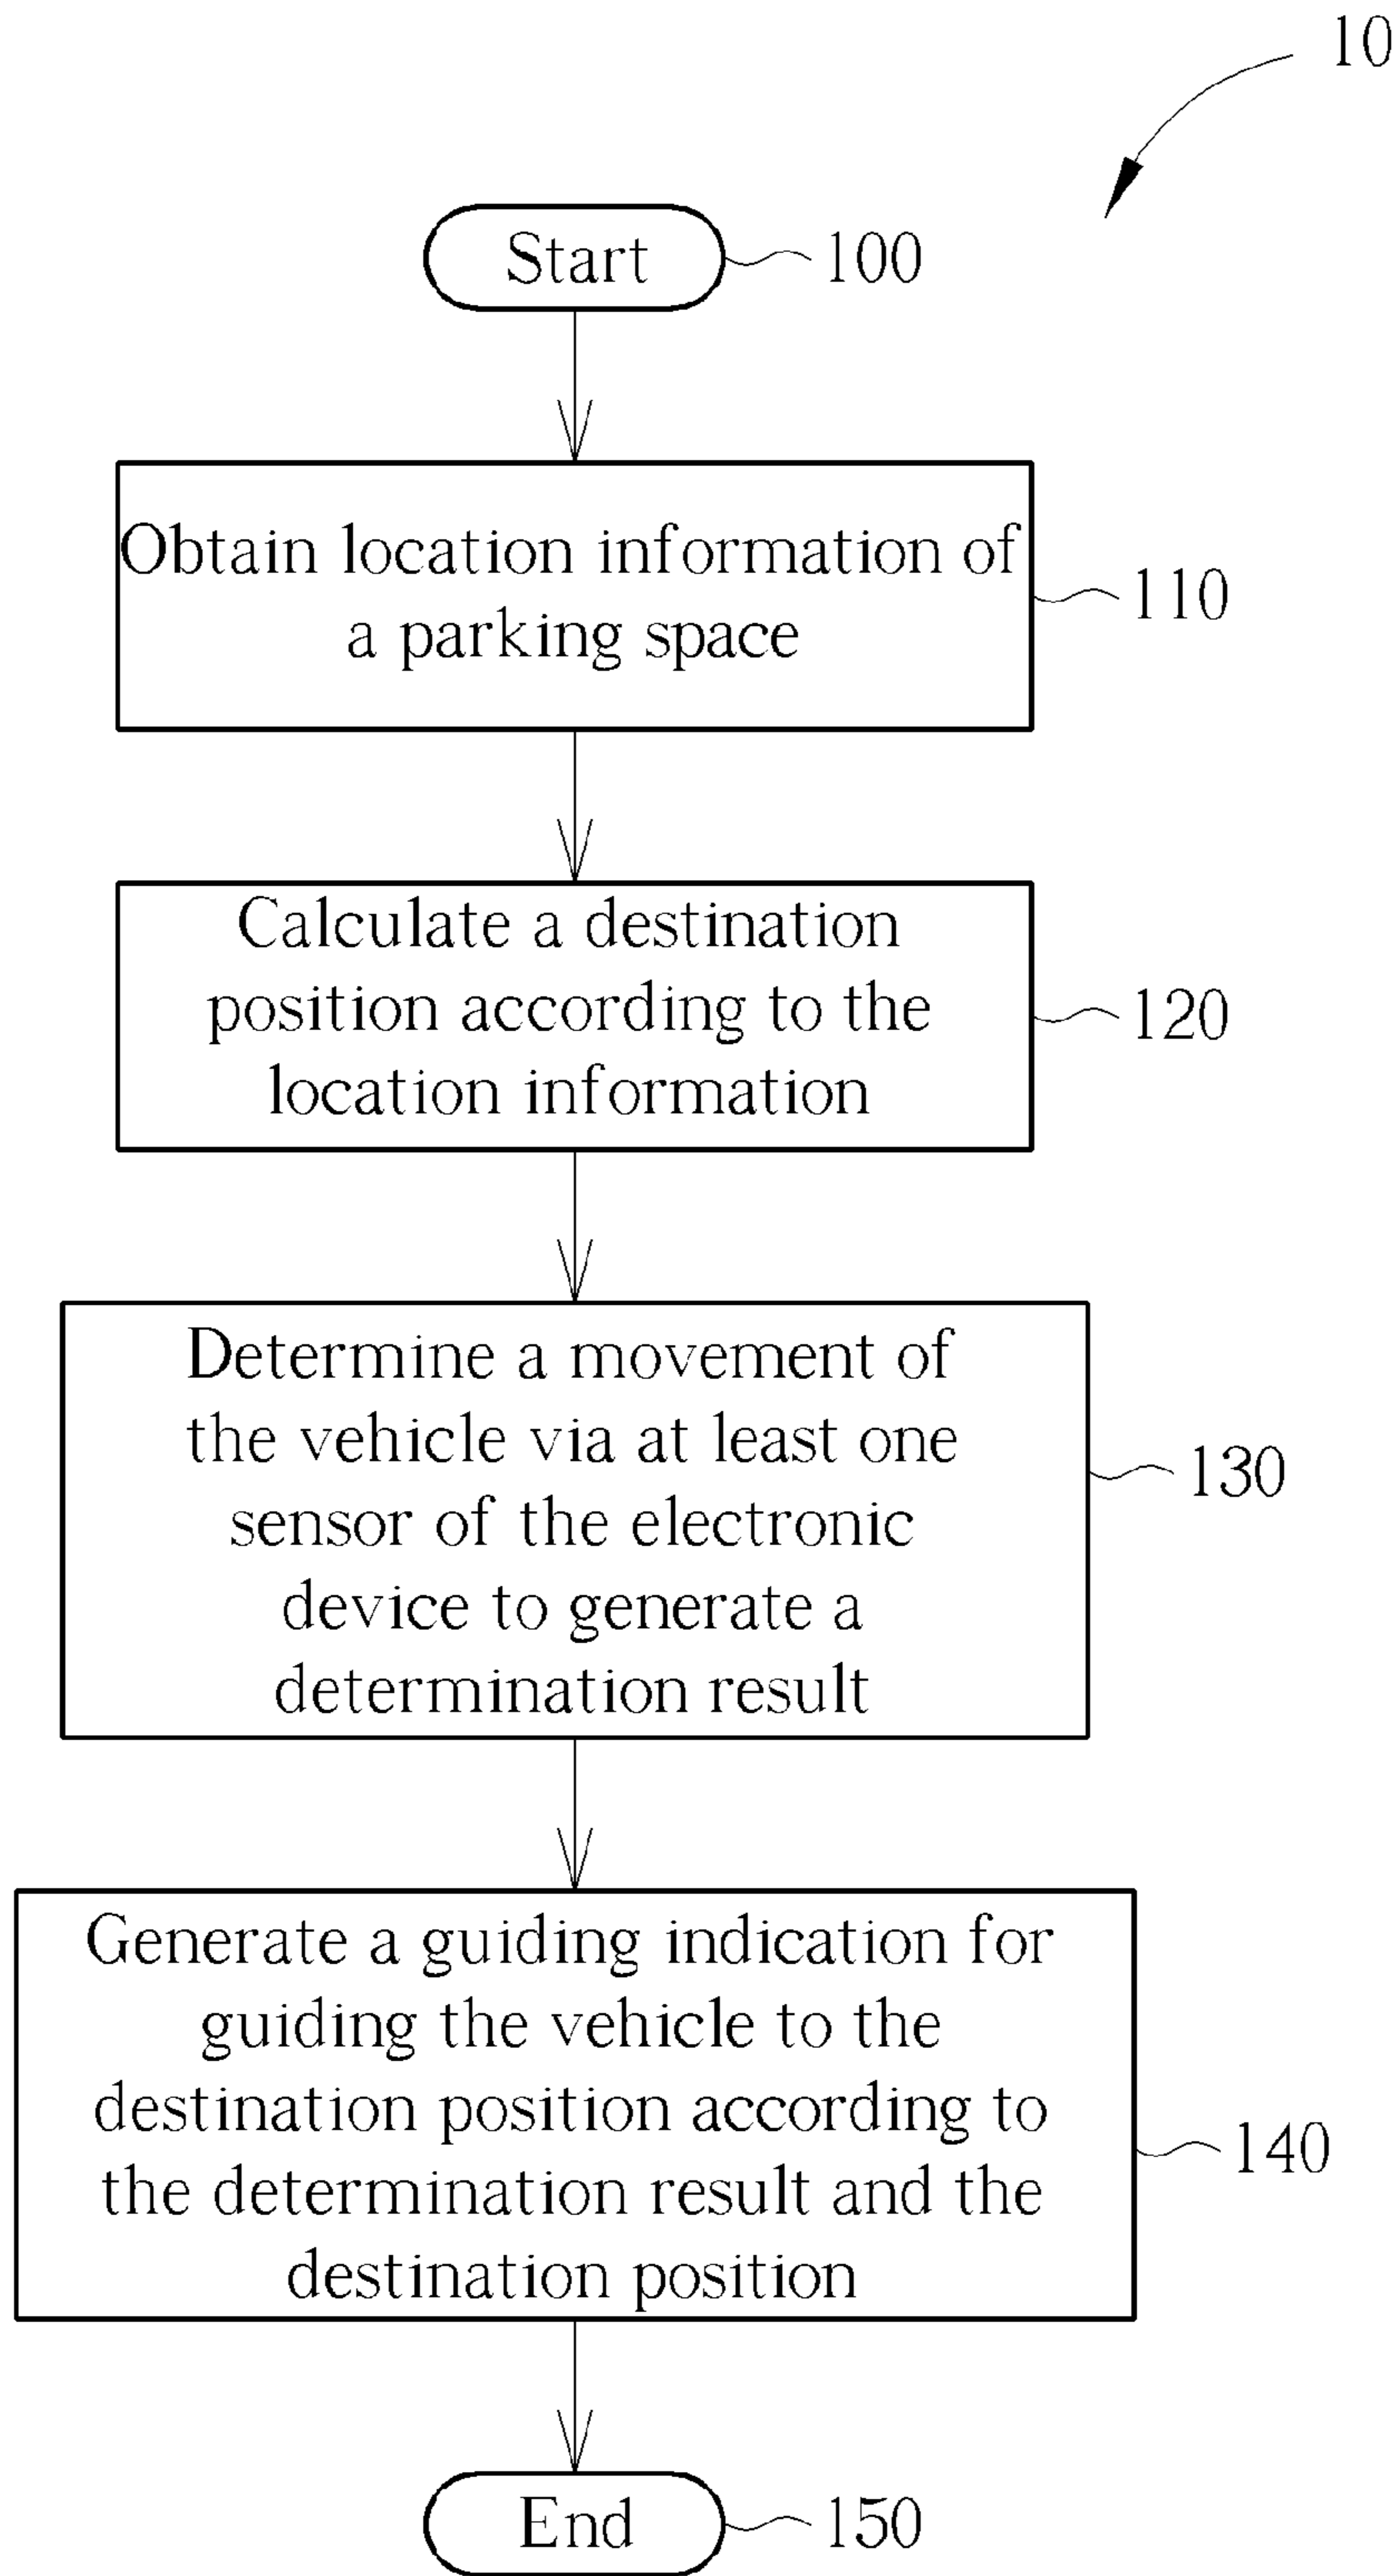 10
Start
100
Obtain location information of
a parking space
110
Calculate a destination
position according to the
location information
120
Determine a movement of
the vehicle via at least one
sensor of the electronic
device to generate a
determination result
130
Generate a guiding indication for
guiding the vehicle to the
destination position according to
the determination result and the
destination position
140
End
150